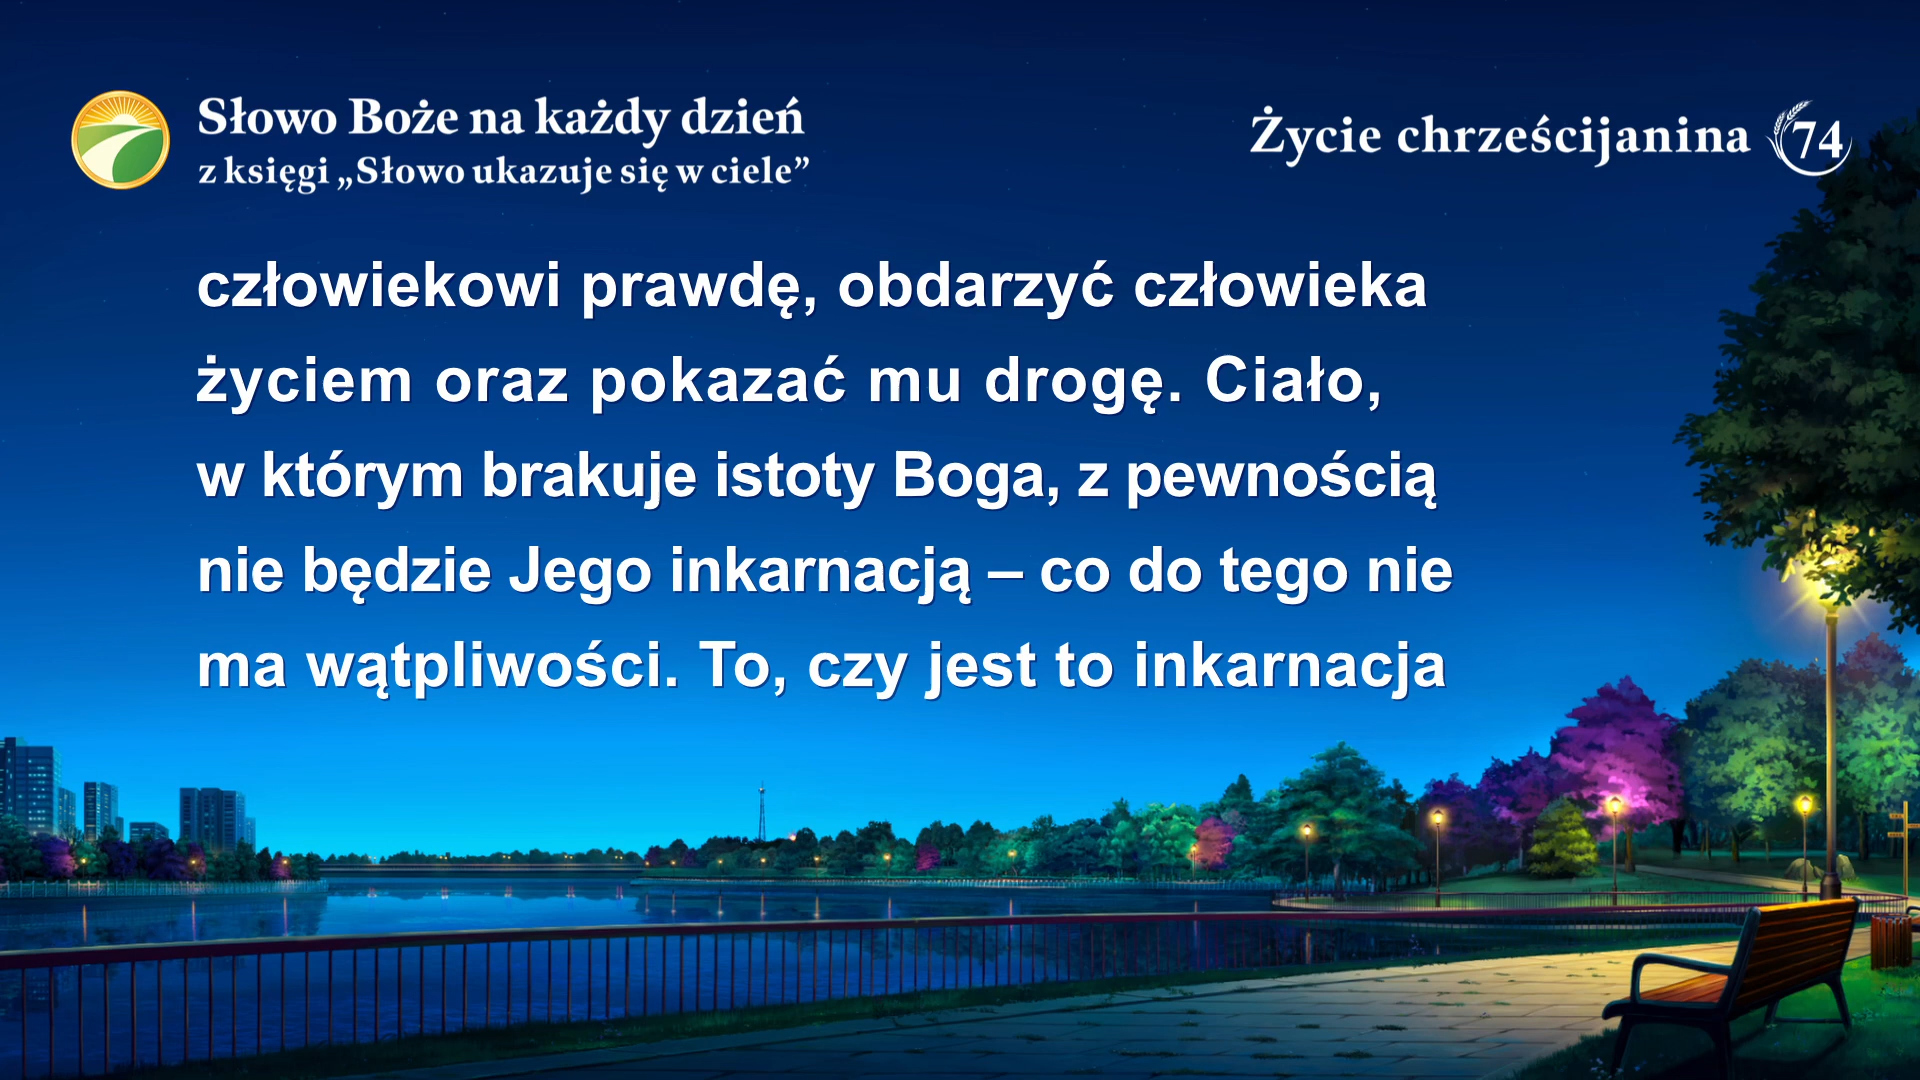 Słowo Boże na każdy dzień
z księgi „Słowo ukazuje się w ciele”
Życie chrześcijanina 74
człowiekowi prawdę, obdarzyć człowieka
życiem oraz pokazać mu drogę. Ciało,
w którym brakuje istoty Boga, z pewnością
nie będzie Jego inkarnacją – co do tego nie
ma wątpliwości. To, czy jest to inkarnacja